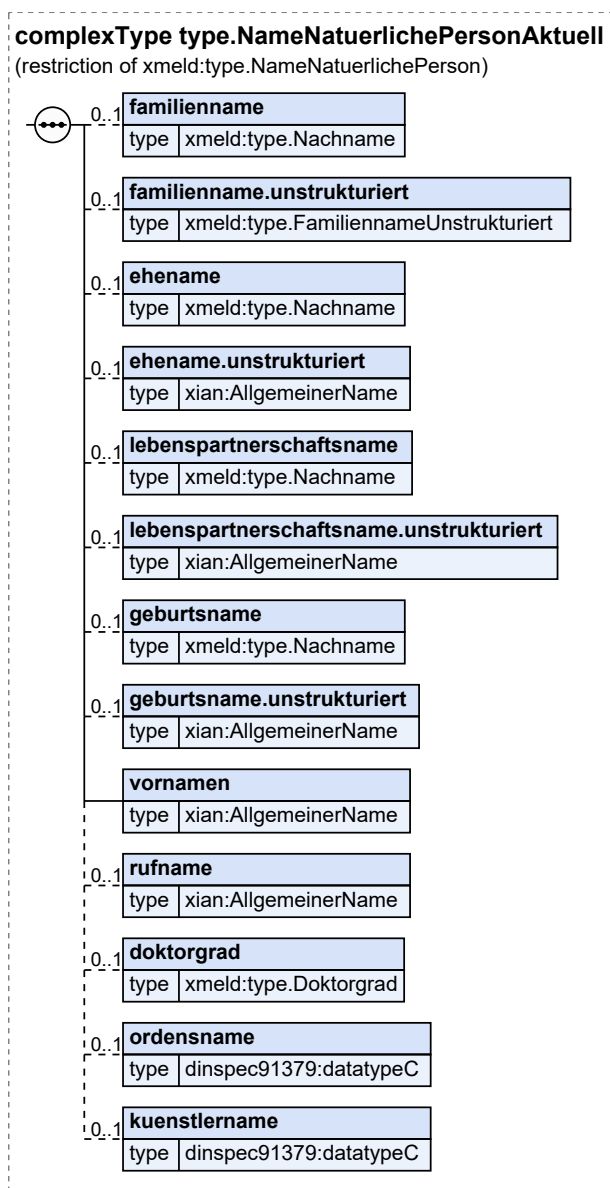 complexType type.NameNatuerlichePersonAktuell
(restriction of xmeld:type.NameNatuerlichePerson)
0..1 familienname
type xmeld:type.Nachname
0..1 familienname.unstrukturiert
type xmeld:type.FamiliennameUnstrukturiert
0..1 ehename
type xmeld:type.Nachname
0..1 ehename.unstrukturiert
type xian:AllgemeinerName
0..1 lebenspartnerschaftsname
type xmeld:type.Nachname
0..1 lebenspartnerschaftsname.unstrukturiert
type xian:AllgemeinerName
0..1 geburtsname
type xmeld:type.Nachname
0..1 geburtsname.unstrukturiert
type xian:AllgemeinerName
vornamen
type xian:AllgemeinerName
0..1 rufname
type xian:AllgemeinerName
0..1 doktorgrad
type xmeld:type.Doktorgrad
0..1 ordensname
type dinspec91379:datatypeC
0..1 kuenstlername
type dinspec91379:datatypeC